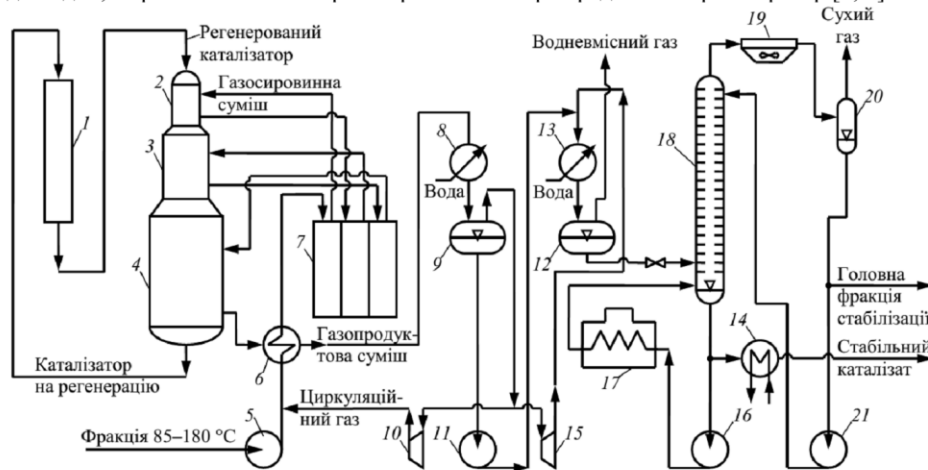 Регенерований
каталізатор
Газосировинна
суміш
Водневмісний газ
Сухий
газ
19
20
1
2
3
4
7
8
Вода
9
13
Вода
12
18
Головна
фракція
стабілізації
14
Стабільний
каталізат
17
6
Газопродук-
това суміш
Каталізатор
на регенерацію
Циркуляцій-
ний газ
Фракція 85–180 °C
5
10
11
15
16
21